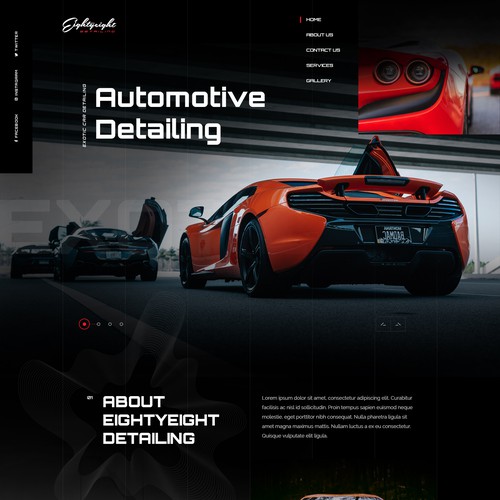 Eightyeight
DETAILING
HOME
ABOUT US
CONTACT US
SERVICES
GALLERY
TWITTER
INSTAGRAM
FACEBOOK
EXOTIC CAR DETAILING
Automotive
Detailing
01
ABOUT
EIGHTYEIGHT
DETAILING
Lorem ipsum dolor sit amet, consectetur adipiscing elit. Curabitur
facilisis ac nisl id sollicitudin. Proin tempus sapien euismod neque
molestie, eget porttitor nibh consequat. Nulla pharetra ligula sit
amet magna maximus mattis. Nullam luctus a ex eu consectetur
Quisque vulputate elit ligula.